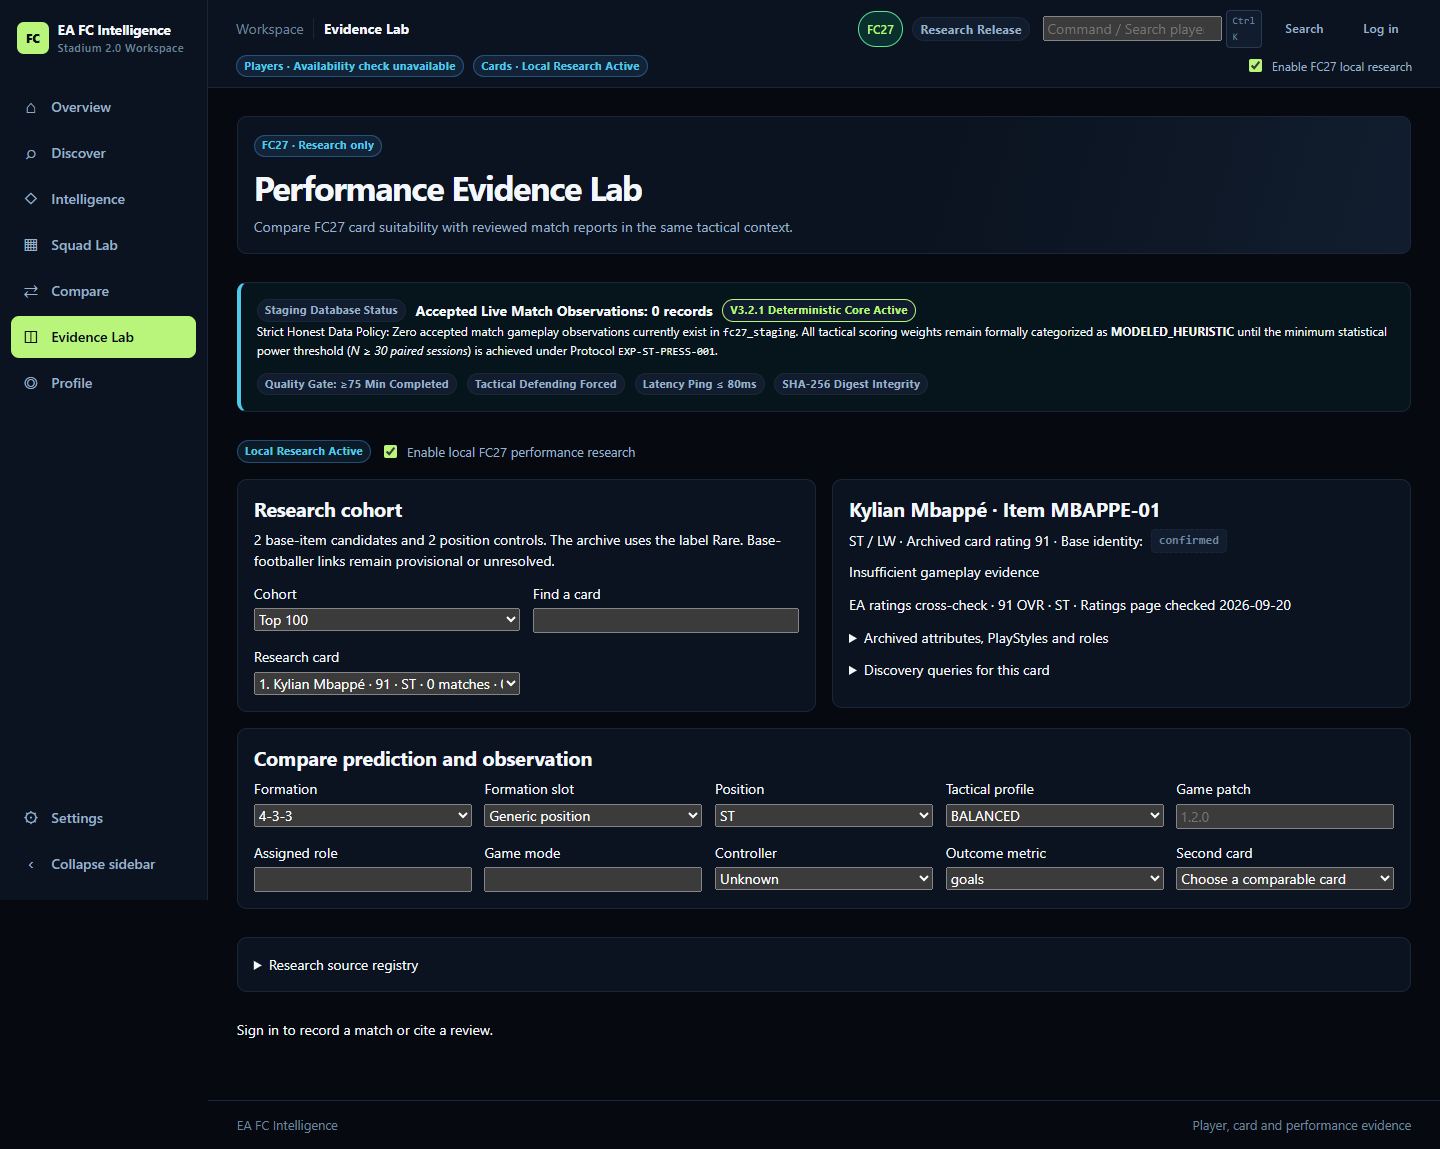 FC
EA FC Intelligence
Stadium 2.0 Workspace
Overview
Discover
Intelligence
Squad Lab
Compare
Evidence Lab
Profile
Settings
Collapse sidebar
Workspace
Evidence Lab
FC27
Research Release
Command / Search playe
Ctrl K
Search
Log in
Players · Availability check unavailable
Cards · Local Research Active
Enable FC27 local research
FC27 · Research only
Performance Evidence Lab
Compare FC27 card suitability with reviewed match reports in the same tactical context.
Staging Database Status
Accepted Live Match Observations: 0 records
V3.2.1 Deterministic Core Active
Strict Honest Data Policy: Zero accepted match gameplay observations currently exist in fc27_staging. All tactical scoring weights remain formally categorized as MODELED_HEURISTIC until the minimum statistical
power threshold (N ≥ 30 paired sessions) is achieved under Protocol EXP-ST-PRESS-001.
Quality Gate: ≥75 Min Completed
Tactical Defending Forced
Latency Ping ≤ 80ms
SHA-256 Digest Integrity
Local Research Active
Enable local FC27 performance research
Research cohort
2 base-item candidates and 2 position controls. The archive uses the label Rare. Base-
footballer links remain provisional or unresolved.
Cohort
Find a card
Top 100
Research card
1. Kylian Mbappé · 91 · ST · 0 matches · (
Kylian Mbappé · Item MBAPPE-01
ST / LW · Archived card rating 91 · Base identity: confirmed
Insufficient gameplay evidence
EA ratings cross-check · 91 OVR · ST · Ratings page checked 2026-09-20
Archived attributes, PlayStyles and roles
Discovery queries for this card
Compare prediction and observation
Formation
Formation slot
Position
Tactical profile
Game patch
4-3-3
Generic position
ST
BALANCED
1.2.0
Assigned role
Game mode
Controller
Outcome metric
Second card
Unknown
goals
Choose a comparable card
Research source registry
Sign in to record a match or cite a review.
EA FC Intelligence
Player, card and performance evidence